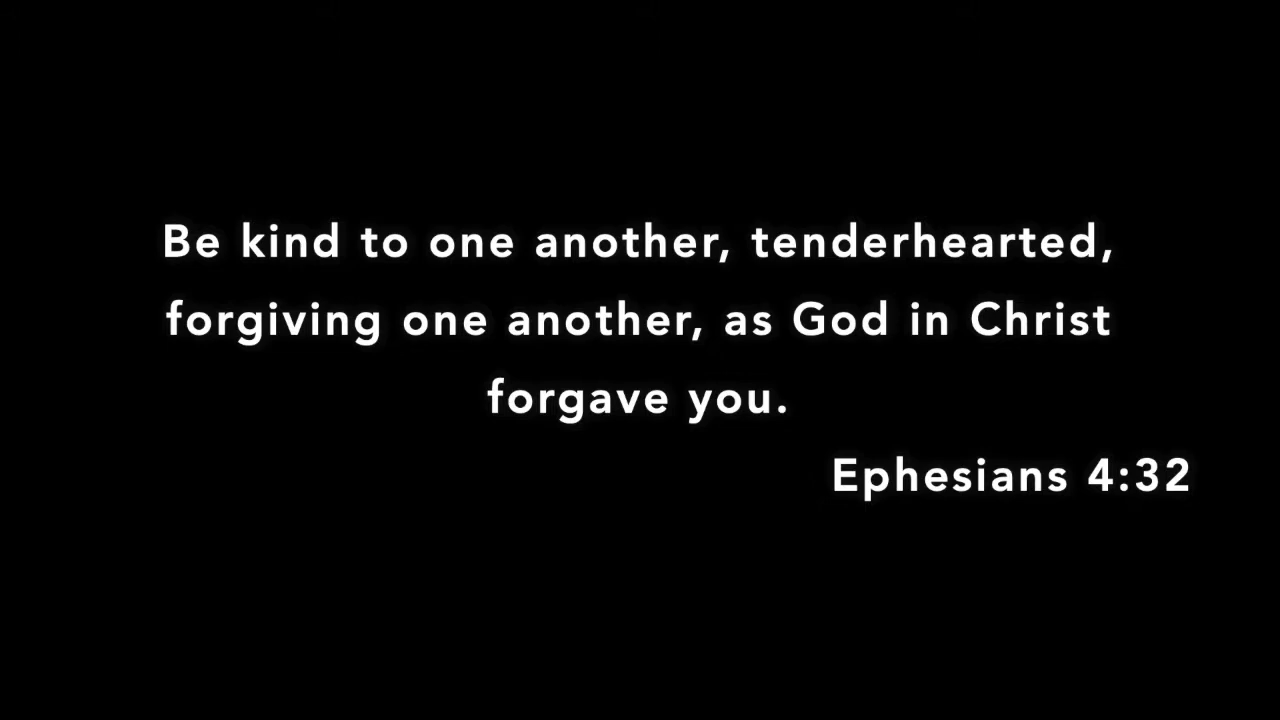 Be kind to one another, tenderhearted,
forgiving one another, as God in Christ
forgave you.
Ephesians 4:32